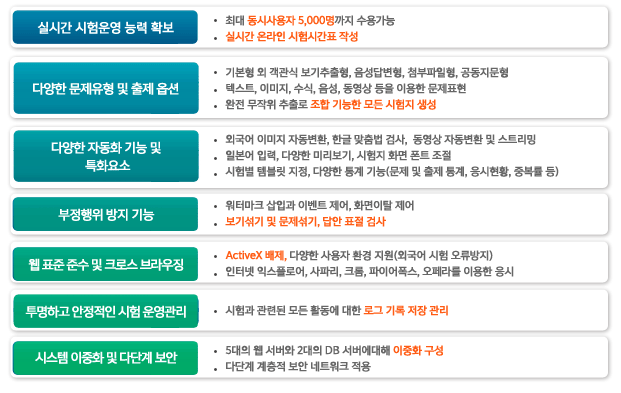 실시간 시험운영 능력 확보
• 최대 동시사용자 5,000명까지 수용가능
• 실시간 온라인 시험시간표 작성
다양한 문제유형 및 출제 옵션
• 기본형 외 객관식 보기추출형, 음성답변형, 첨부파일형, 공동지문형
• 텍스트, 이미지, 수식, 음성, 동영상 등을 이용한 문제표현
• 완전 무작위 추출로 조합 가능한 모든 시험지 생성
다양한 자동화 기능 및
특화요소
• 외국어 이미지 자동변환, 한글 맞춤법 검사, 동영상 자동변환 및 스트리밍
• 일본어 입력, 다양한 미리보기, 시험지 화면 폰트 조절
• 시험별 템블릿 지정, 다양한 통계 기능(문제 및 출제 통계, 응시현황, 중복률 등)
부정행위 방지 기능
• 워터마크 삽입과 이벤트 제어, 화면이탈 제어
• 보기섞기 및 문제섞기, 답안 표절 검사
웹 표준 준수 및 크로스 브라우징
• ActiveX 배제, 다양한 사용자 환경 지원(외국어 시험 오류방지)
• 인터넷 익스플로어, 사파리, 크롬, 파이어폭스, 오페라를 이용한 응시
투명하고 안정적인 시험 운영관리
• 시험과 관련된 모든 활동에 대한 로그 기록 저장 관리
시스템 이중화 및 다단계 보안
• 5대의 웹 서버와 2대의 DB 서버에대해 이중화 구성
• 다단계 계층적 보안 네트워크 적용